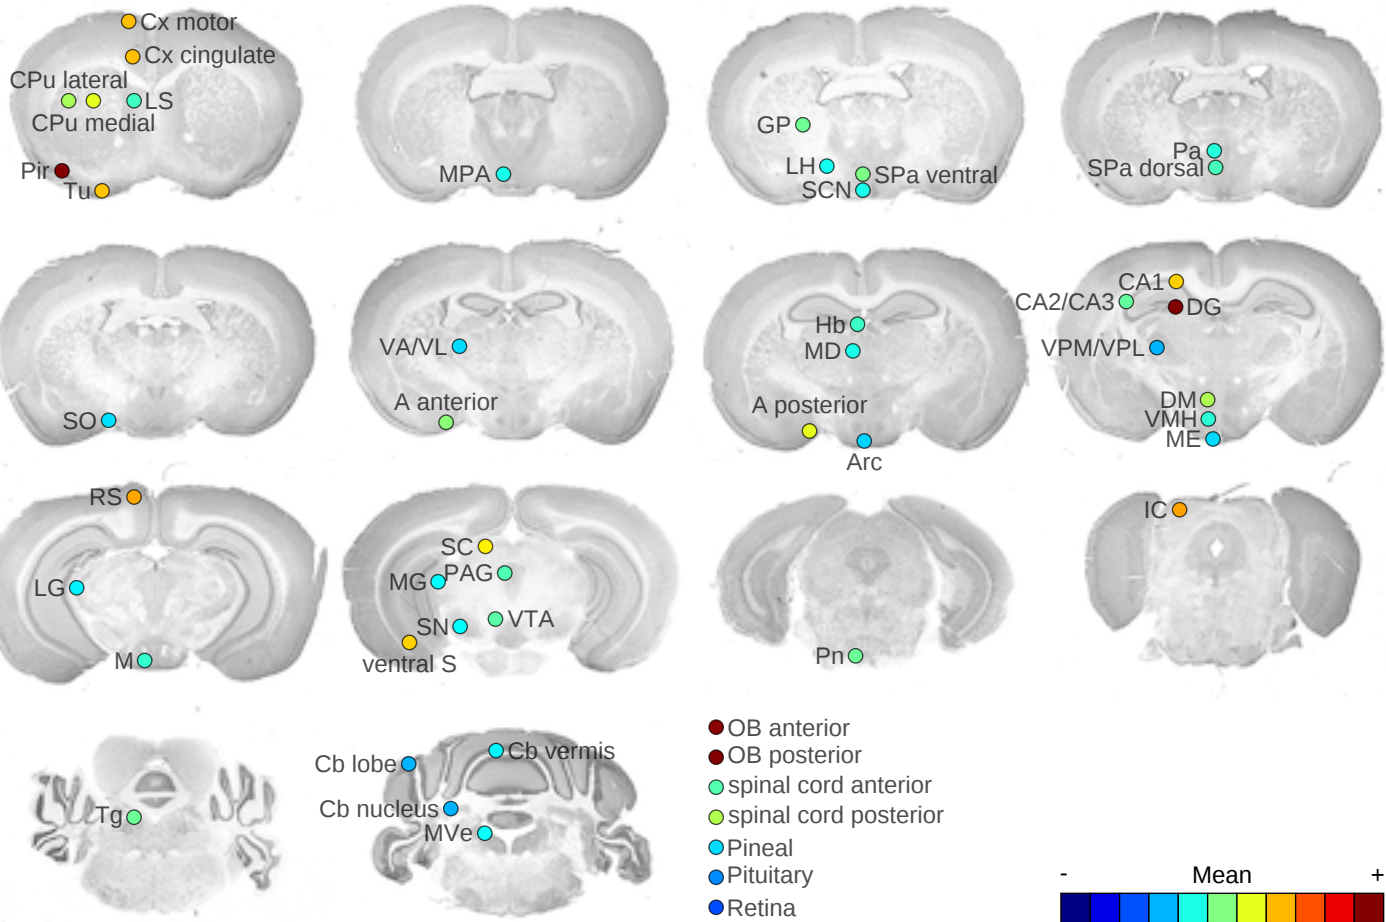 Cx motor
Cx cingulate
CPu lateral
LS
CPu medial
Pir
Tu
MPA
GP
LH
SPa ventral
SCN
Pa
SPa dorsal
SO
VA/VL
A anterior
Hb
MD
A posterior
Arc
CA1
CA2/CA3
DG
VPM/VPL
DM
VMH
ME
RS
LG
M
SC
PAG
MG
SN
VTA
ventral S
Pn
IC
Tg
Cb lobe
Cb vermis
Cb nucleus
MVe
OB anterior
OB posterior
spinal cord anterior
spinal cord posterior
Pineal
Pituitary
Retina
- Mean +